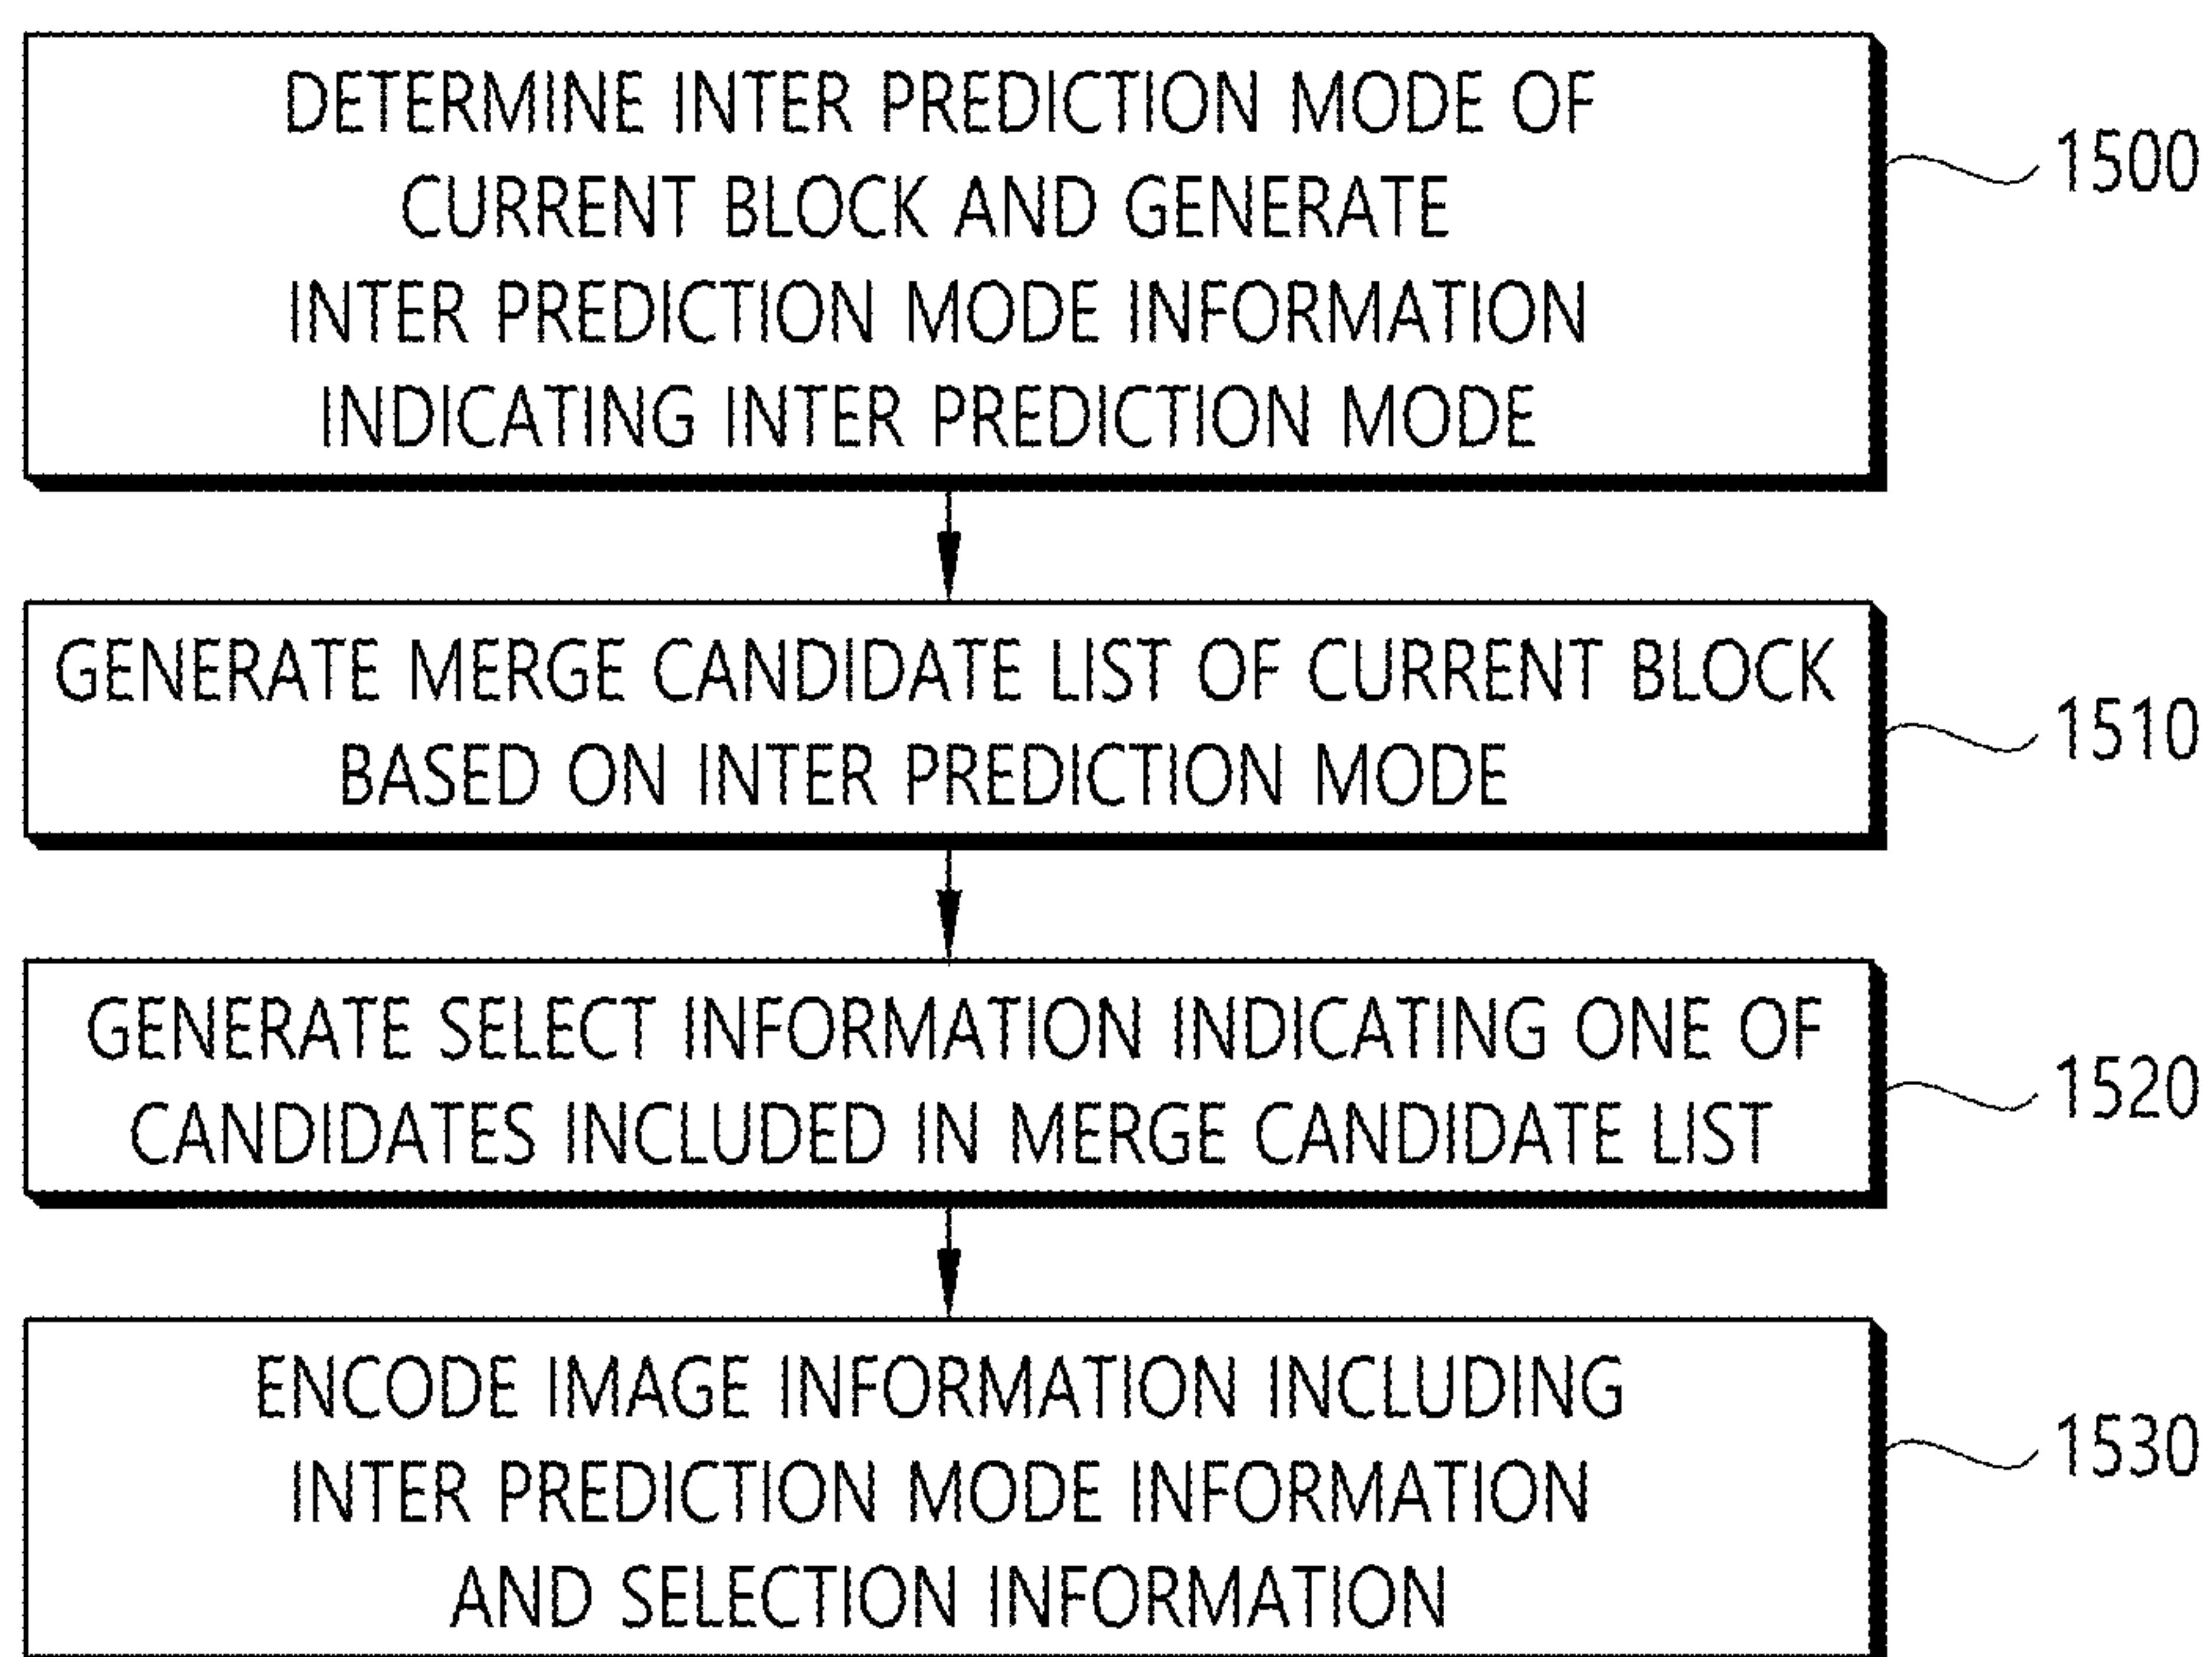 DETERMINE INTER PREDICTION MODE OF
CURRENT BLOCK AND GENERATE
INTER PREDICTION MODE INFORMATION
INDICATING INTER PREDICTION MODE
1500
GENERATE MERGE CANDIDATE LIST OF CURRENT BLOCK
BASED ON INTER PREDICTION MODE
1510
GENERATE SELECT INFORMATION INDICATING ONE OF
CANDIDATES INCLUDED IN MERGE CANDIDATE LIST
1520
ENCODE IMAGE INFORMATION INCLUDING
INTER PREDICTION MODE INFORMATION
AND SELECTION INFORMATION
1530